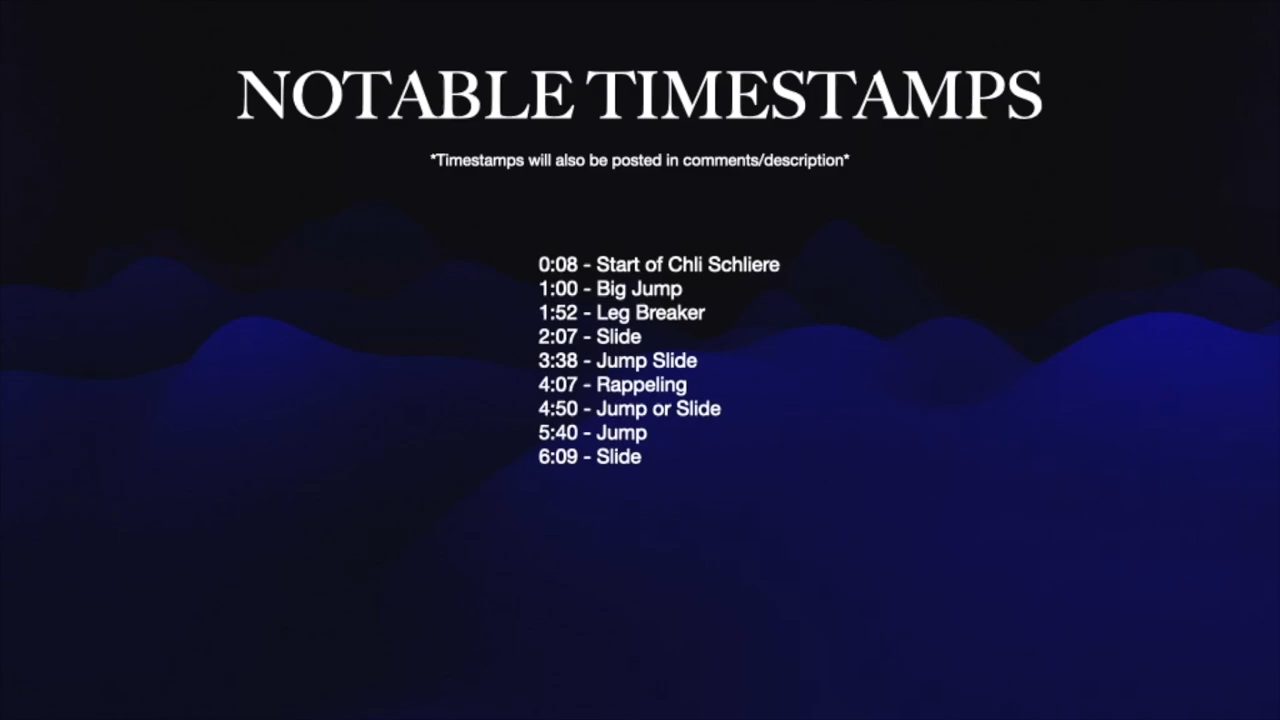 NOTABLE TIMESTAMPS
*Timestamps will also be posted in comments/description*
0:08 - Start of Chli Schliere
1:00 - Big Jump
1:52 - Leg Breaker
2:07 - Slide
3:38 - Jump Slide
4:07 - Rappeling
4:50 - Jump or Slide
5:40 - Jump
6:09 - Slide